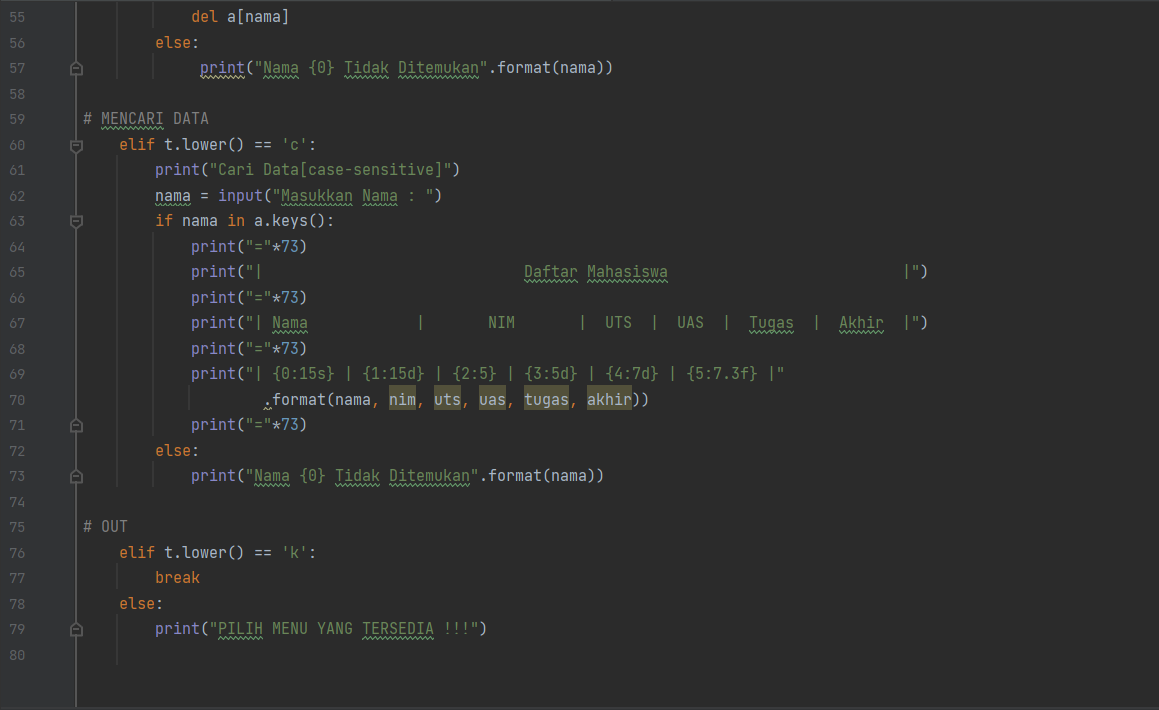 55                    del a[nama]
56                else:
57                     print("Nama {0} Tidak Ditemukan".format(nama))
58
59        # MENCARI DATA
60            elif t.lower() == 'c':
61                print("Cari Data[case-sensitive]")
62                nama = input("Masukkan Nama : ")
63                if nama in a.keys():
64                    print("="*73)
65                    print("|                             Daftar Mahasiswa                          |")
66                    print("="*73)
67                    print("| Nama            |       NIM       |  UTS  |  UAS  |  Tugas  |  Akhir  |")
68                    print("="*73)
69                    print("| {0:15s} | {1:15d} | {2:5} | {3:5d} | {4:7d} | {5:7.3f} |"
70                            .format(nama, nim, uts, uas, tugas, akhir))
71                    print("="*73)
72                else:
73                    print("Nama {0} Tidak Ditemukan".format(nama))
74
75        # OUT
76            elif t.lower() == 'k':
77                break
78            else:
79                print("PILIH MENU YANG TERSEDIA !!!")
80